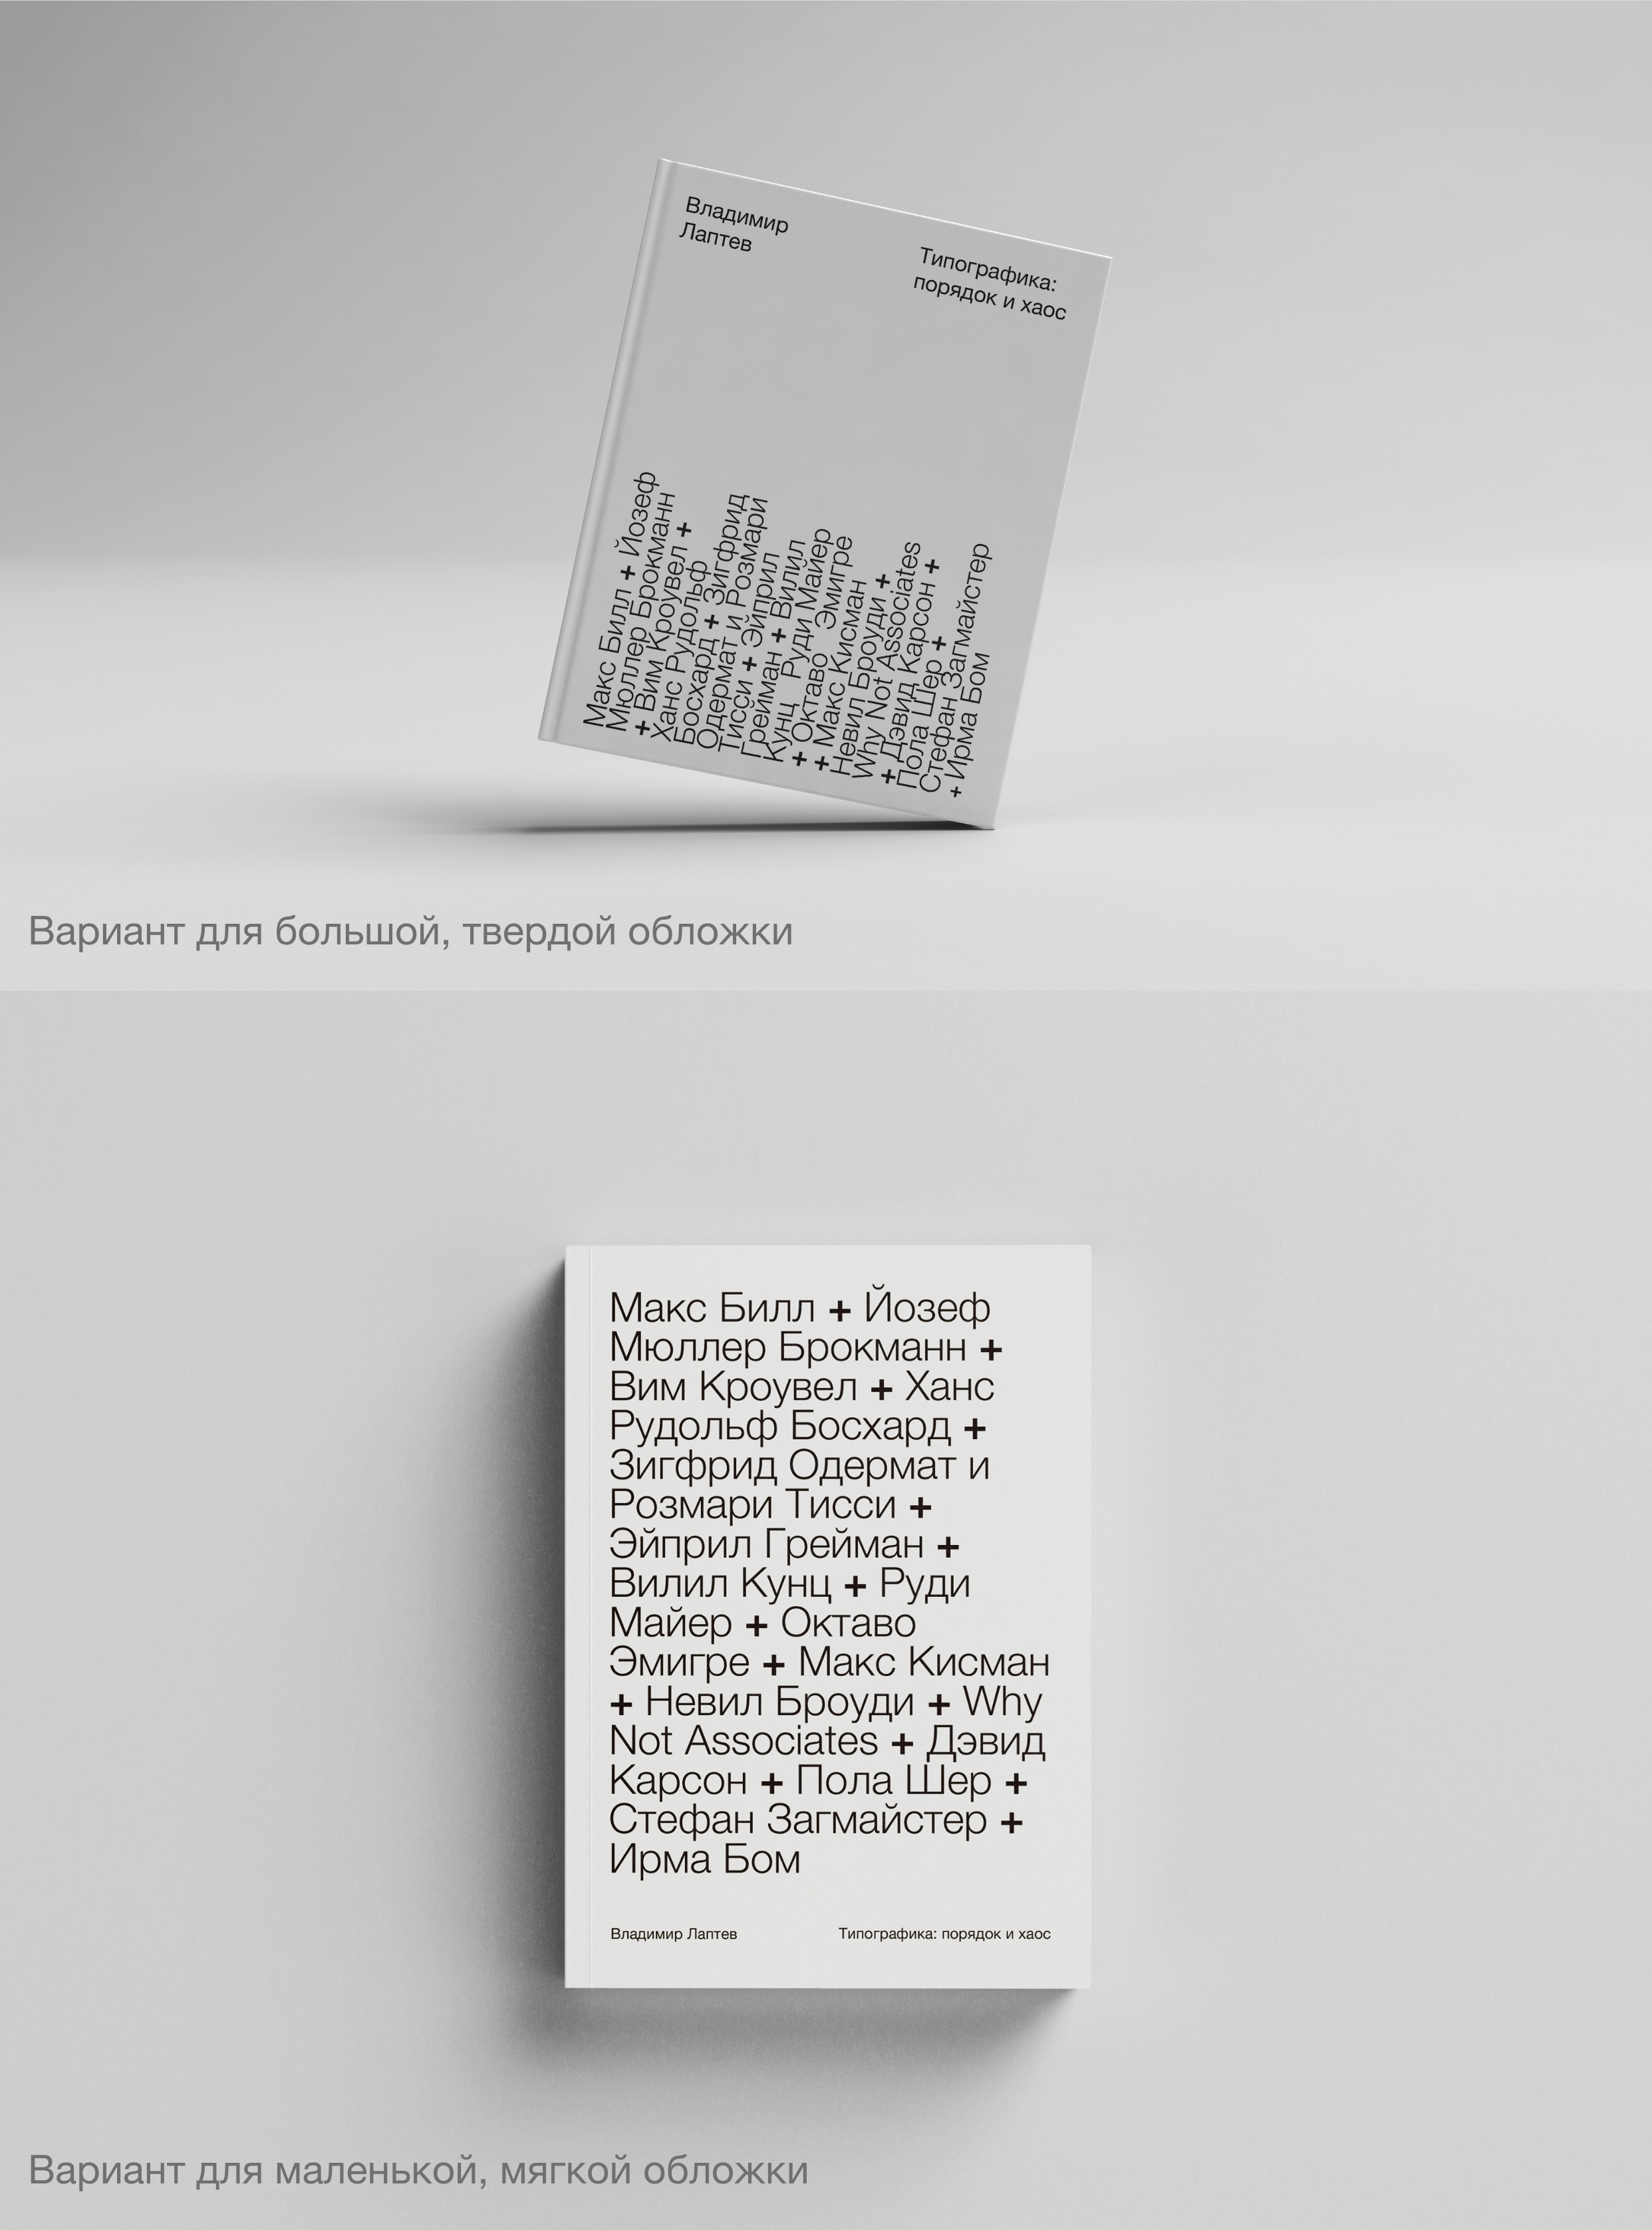 Владимир
Лаптев
Типографика:
порядок и хаос
Макс Билл + Йозеф
Мюллер Брокманн
+ Вим Кроувел +
Ханс Рудольф
Босхард + Зигфрид
Одермат и Розмари
Тисси + Эйприл
Грейман + Вилил
Кунц Руди Майер
+ Октаво Эмигре
+ Макс Кисман
Невил Броуди +
Why Not Associates
+ Дэвид Карсон +
Пола Шер +
Стефан Загмайстер
+ Ирма Бом
Вариант для большой, твердой обложки
Макс Билл + Йозеф
Мюллер Брокманн +
Вим Кроувел + Ханс
Рудольф Босхард +
Зигфрид Одермат и
Розмари Тисси +
Эйприл Грейман +
Вилил Кунц + Руди
Майер + Октаво
Эмигре + Макс Кисман
+ Невил Броуди + Why
Not Associates + Дэвид
Карсон + Пола Шер +
Стефан Загмайстер +
Ирма Бом
Владимир Лаптев
Типографика: порядок и хаос
Вариант для маленькой, мягкой обложки